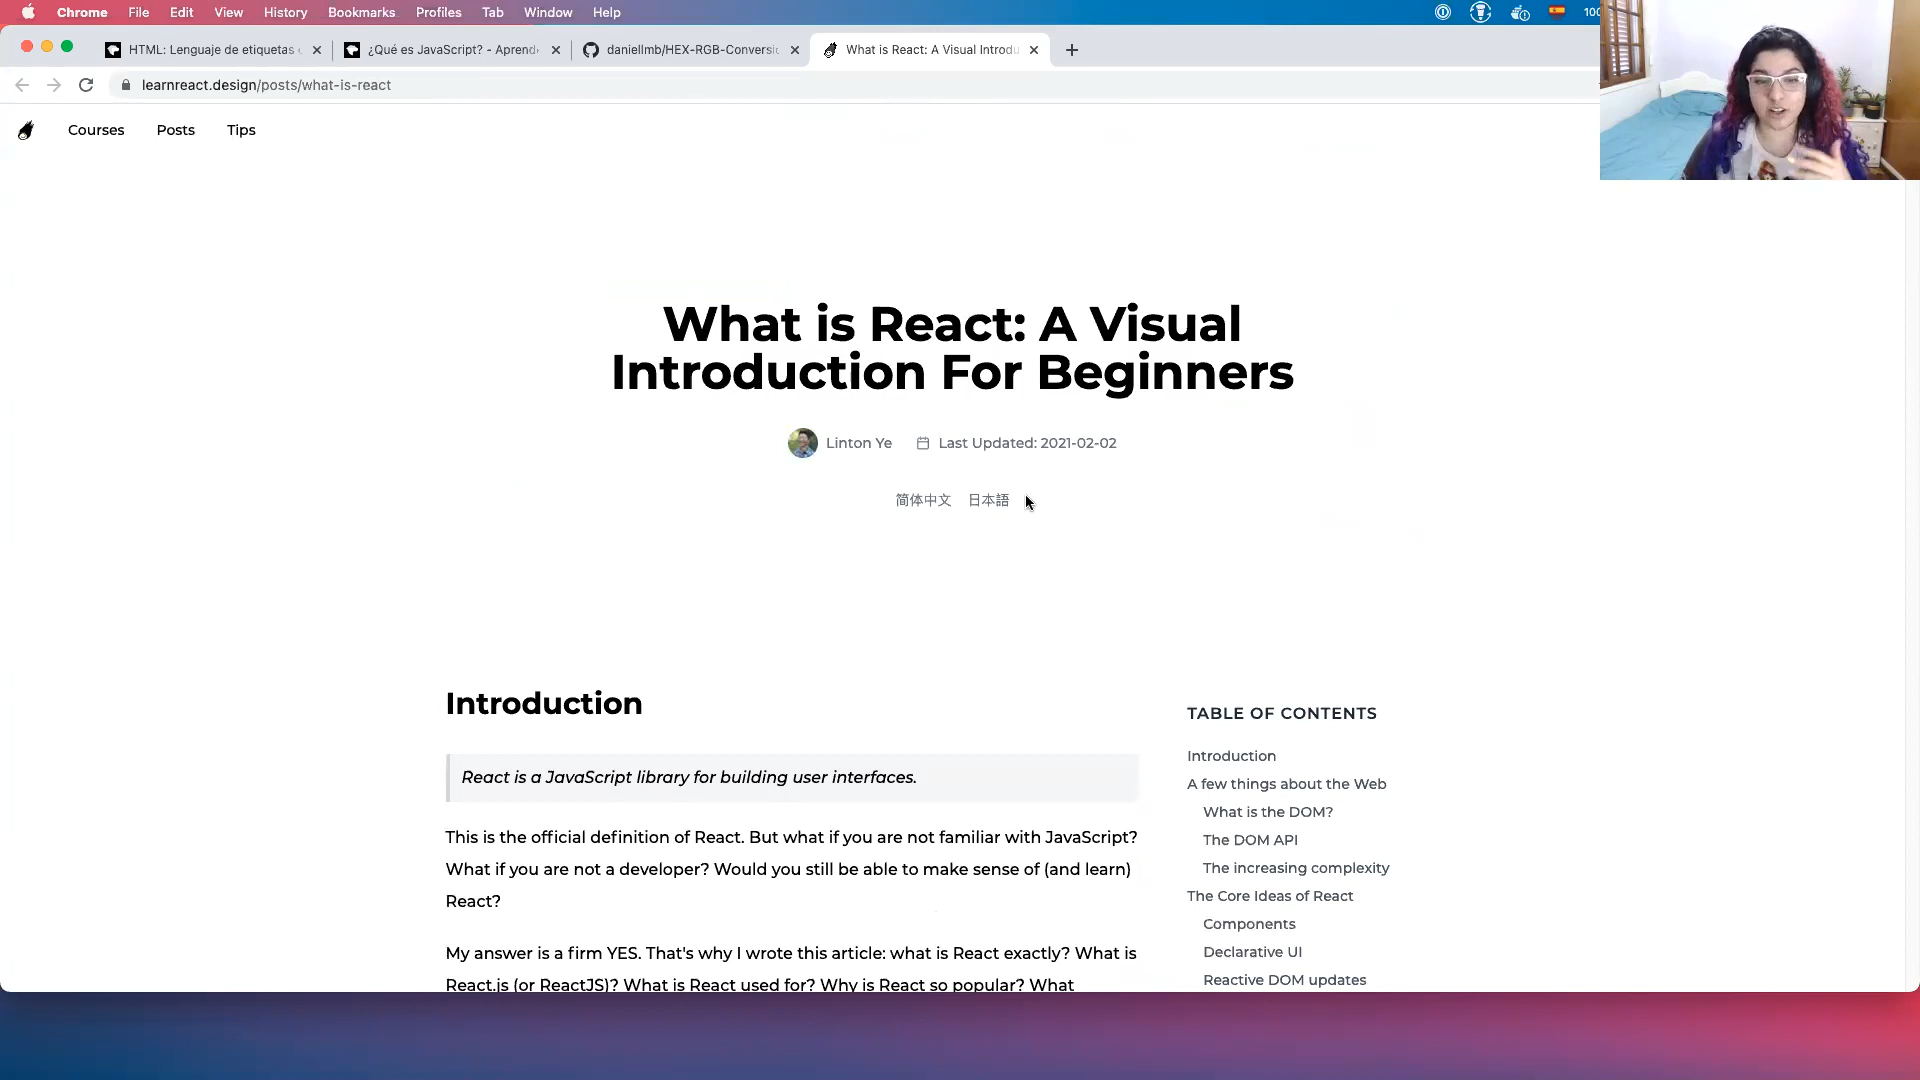 Chrome File Edit View History Bookmarks Profiles Tab Window Help
HTML: Lenguaje de etiquetas
¿Qué es JavaScript? - Aprend
daniellmb/HEX-RGB-Conversi
What is React: A Visual Introdu
learnreact.design/posts/what-is-react
Courses Posts Tips
What is React: A Visual
Introduction For Beginners
Linton Ye Last Updated: 2021-02-02
简体中文 日本語
Introduction
React is a JavaScript library for building user interfaces.
This is the official definition of React. But what if you are not familiar with JavaScript?
What if you are not a developer? Would you still be able to make sense of (and learn)
React?
My answer is a firm YES. That's why I wrote this article: what is React exactly? What is
React.js (or ReactJS)? What is React used for? Why is React so popular? What
TABLE OF CONTENTS
Introduction
A few things about the Web
What is the DOM?
The DOM API
The increasing complexity
The Core Ideas of React
Components
Declarative UI
Reactive DOM updates